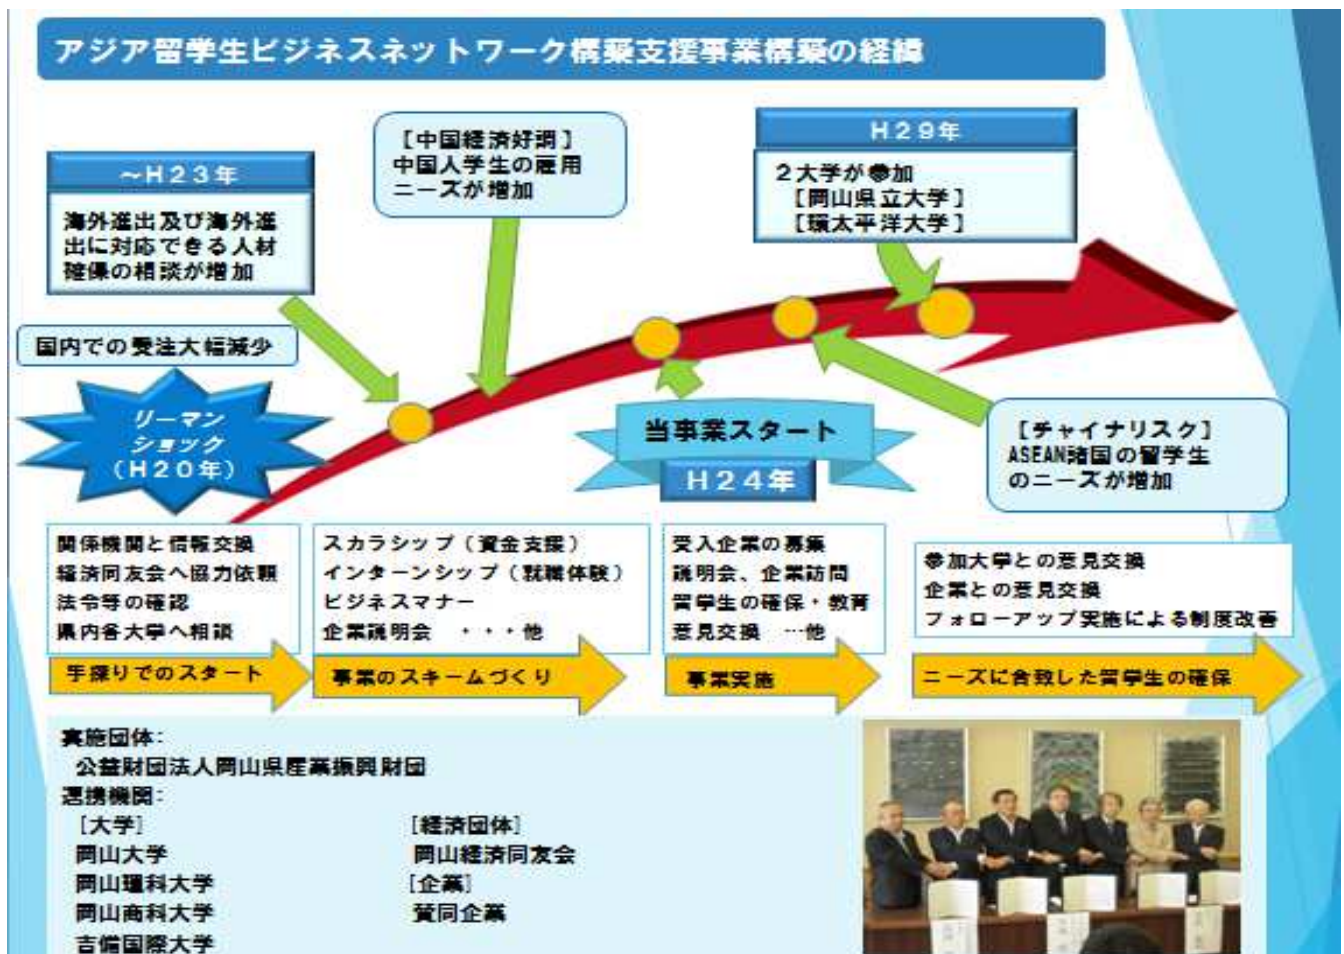 アジア留学生ビジネスネットワーク構築支援事業構築の経緯
～H23年
海外進出及び海外進
出に対応できる人材
確保の相談が増加
【中国経済好調】
中国人学生の雇用
ニーズが増加
H29年
2大学が参加
【岡山県立大学】
【環太平洋大学】
国内での受注大幅減少
リーマン
ショック
(H20年)
当事業スタート
H24年
【チャイナリスク】
ASEAN諸国の留学生
のニーズが増加
関係機関と情報交換
経済同友会へ協力依頼
法令等の確認
県内各大学へ相談
手探りでのスタート
スカラシップ（資金支援）
インターンシップ（就職体験）
ビジネスマナー
企業説明会　・・・他
事業のスキームづくり
受入企業の募集
説明会、企業訪問
留学生の確保・教育
意見交換　…他
事業実施
参加大学との意見交換
企業との意見交換
フォローアップ実施による制度改善
ニーズに合致した留学生の確保
実施団体：
公益財団法人岡山県産業振興財団
連携機関：
[大学]
岡山大学
岡山理科大学
岡山商科大学
吉備国際大学
[経済団体]
岡山経済同友会
[企業]
賛同企業